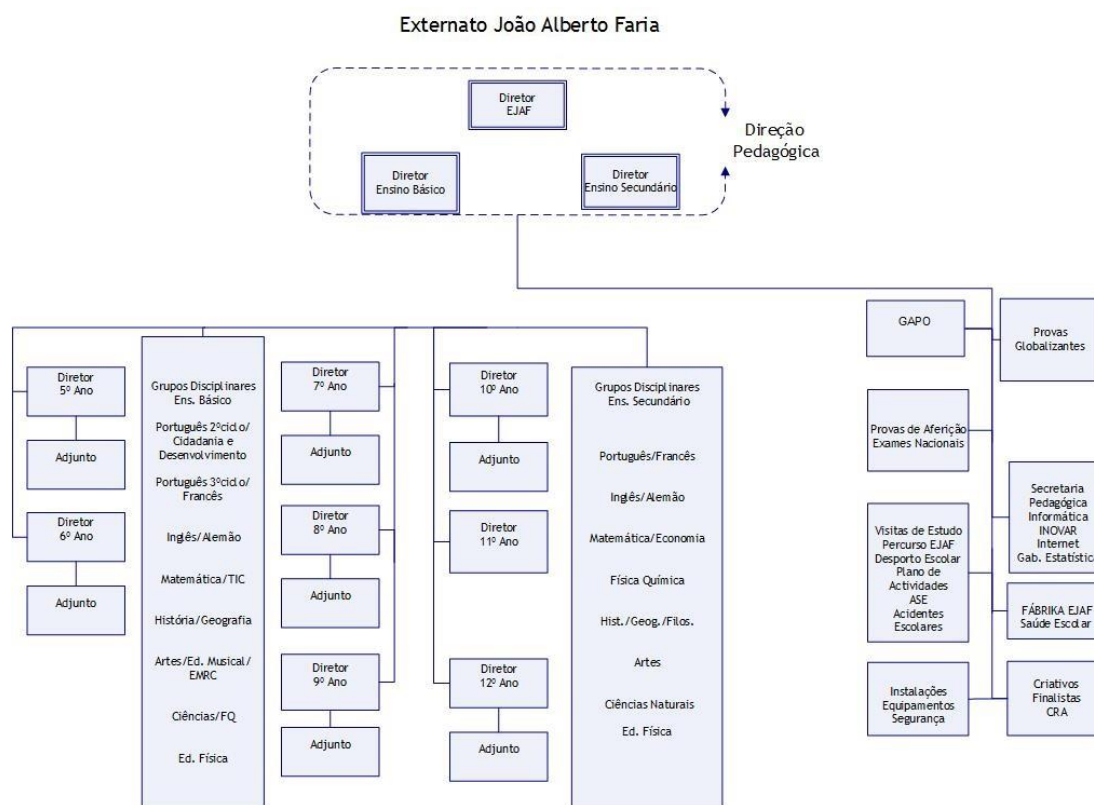 Externato João Alberto Faria
Diretor
EJAF
Direção
Pedagógica
Diretor
Ensino Básico
Diretor
Ensino Secundário
Diretor
5º Ano
Adjunto
Diretor
6º Ano
Adjunto
Grupos Disciplinares
Ens. Básico
Português 2ºciclo/
Cidadania e
Desenvolvimento
Português 3ºciclo/
Francês
Inglês/Alemão
Matemática/TIC
História/Geografia
Artes/Ed. Musical/
EMRC
Ciências/FQ
Ed. Física
Diretor
7º Ano
Adjunto
Diretor
8º Ano
Adjunto
Diretor
9º Ano
Adjunto
Diretor
10º Ano
Adjunto
Diretor
11º Ano
Diretor
12º Ano
Adjunto
Grupos Disciplinares
Ens. Secundário
Português/Francês
Inglês/Alemão
Matemática/Economia
Física Química
Hist./Geog./Filos.
Artes
Ciências Naturais
Ed. Física
GAPO
Provas
Globalizantes
Provas de Aferição
Exames Nacionais
Secretaria
Pedagógica
Informática
INOVAR
Internet
Gab. Estatística
Visitas de Estudo
Percurso EJAF
Desporto Escolar
Plano de
Actividades
ASE
Acidentes
Escolares
FÁBRIKA EJAF
Saúde Escolar
Instalações
Equipamentos
Segurança
Criativos
Finalistas
CRA